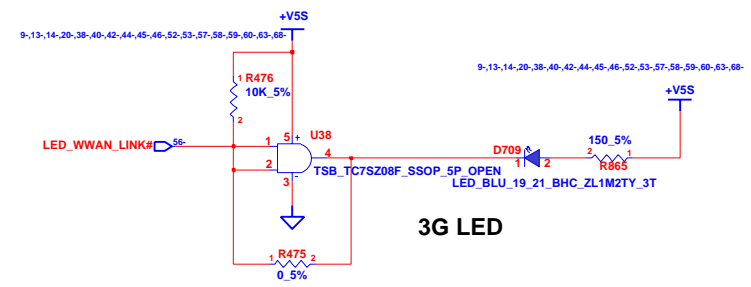 +V5S
9-,13-,14-,20-,38-,40-,42-,44-,45-,46-,52-,53-,57-,58-,59-,60-,63-,68-
9-,13-,14-,20-,38-,40-,42-,44-,45-,46-,52-,53-,57-,58-,59-,60-,63-,68-
1 R476
10K_5%
2
+V5S
5 + U38
LED_WWAN_LINK# 56-
1
4
2
3 -
TSB_TC7SZ08F_SSOP_5P_OPEN
D709
1 2
150_5%
2 1
R865
LED_BLU_19_21_BHC_ZL1M2TY_3T
3G LED
R475
1 2
0_5%